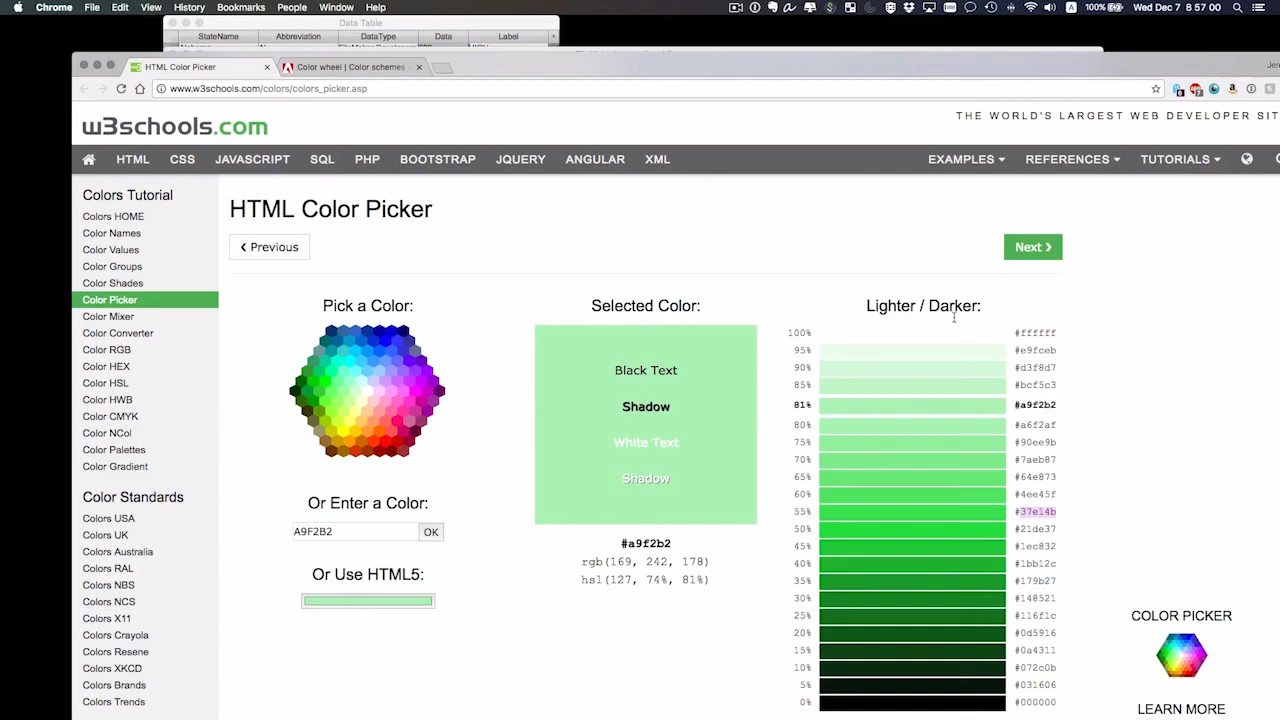 Chrome File Edit View History Bookmarks People Window Help Wed Dec 7 8 57 00
Data Table
StateName Abbreviation DataType Data Label +
HTML Color Picker × Color wheel | Color schemes - ×
www.w3schools.com/colors/colors_picker.asp
w3schools.com
THE WORLD'S LARGEST WEB DEVELOPER SIT
HTML CSS JAVASCRIPT SQL PHP BOOTSTRAP JQUERY ANGULAR XML EXAMPLES REFERENCES TUTORIALS
Colors Tutorial
Colors HOME
Color Names
Color Values
Color Groups
Color Shades
Color Picker
Color Mixer
Color Converter
Color RGB
Color HEX
Color HSL
Color HWB
Color CMYK
Color NCol
Color Palettes
Color Gradient
Color Standards
Colors USA
Colors UK
Colors Australia
Colors RAL
Colors NBS
Colors NCS
Colors X11
Colors Crayola
Colors Resene
Colors XKCD
Colors Brands
Colors Trends
HTML Color Picker
❮ Previous
Next ❯
Pick a Color:
Or Enter a Color:
A9F2B2 OK
Or Use HTML5:
Selected Color:
Black Text
Shadow
White Text
Shadow
#a9f2b2
rgb(169, 242, 178)
hsl(127, 74%, 81%)
Lighter / Darker:
100% #ffffff
95% #e9fceb
90% #d3f8d7
85% #bcf5c3
81% #a9f2b2
80% #a6f2af
75% #90ee9b
70% #7aeb87
65% #64e873
60% #4ee45f
55% #37e14b
50% #21de37
45% #1ec832
40% #1bb12c
35% #179b27
30% #148521
25% #116f1c
20% #0d5916
15% #0a4311
10% #072c0b
5% #031606
0% #000000
COLOR PICKER
LEARN MORE